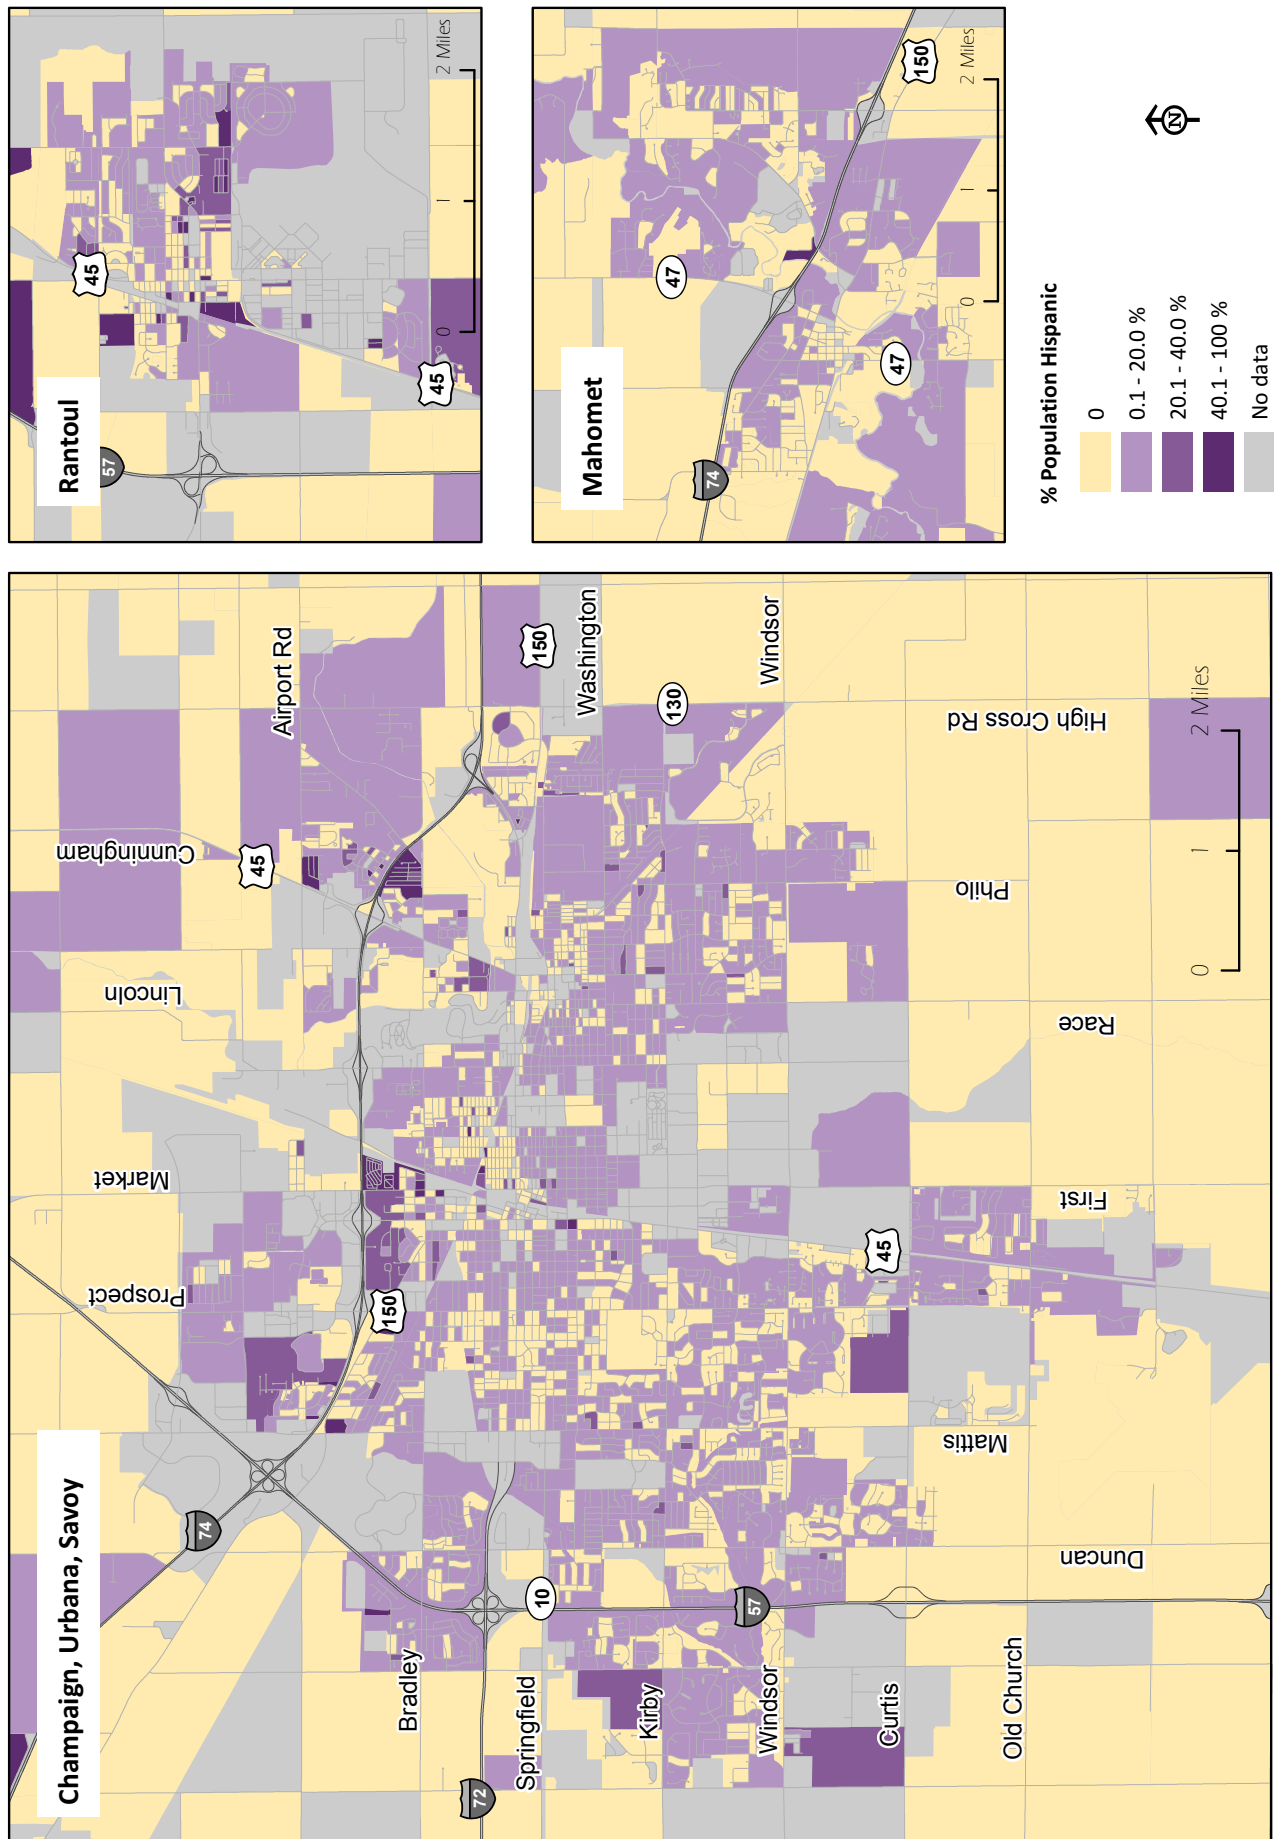 Champaign, Urbana, Savoy
74
72
Bradley
Springfield
10
Kirby
Windsor
57
Curtis
Old Church
Duncan
Mattis
Prospect
150
Market
First
45
Lincoln
Race
Cunningham
45
Philo
Airport Rd
150
Washington
130
Windsor
High Cross Rd
0 1 2 Miles
Rantoul
57
45
45
0 1 2 Miles
Mahomet
74
47
47
150
0 1 2 Miles
% Population Hispanic
0
0.1 - 20.0 %
20.1 - 40.0 %
40.1 - 100 %
No data
N